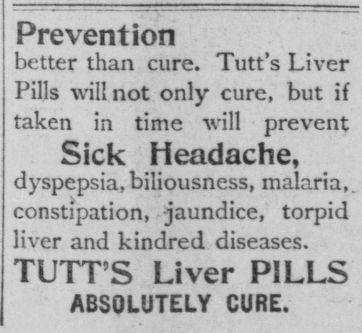 Prevention
better than cure. Tutt's Liver
Pills will not only cure, but if
taken in time will prevent
Sick Headache,
dyspepsia, biliousness, malaria,
constipation, jaundice, torpid
liver and kindred diseases.
TUTT'S Liver PILLS
ABSOLUTELY CURE.